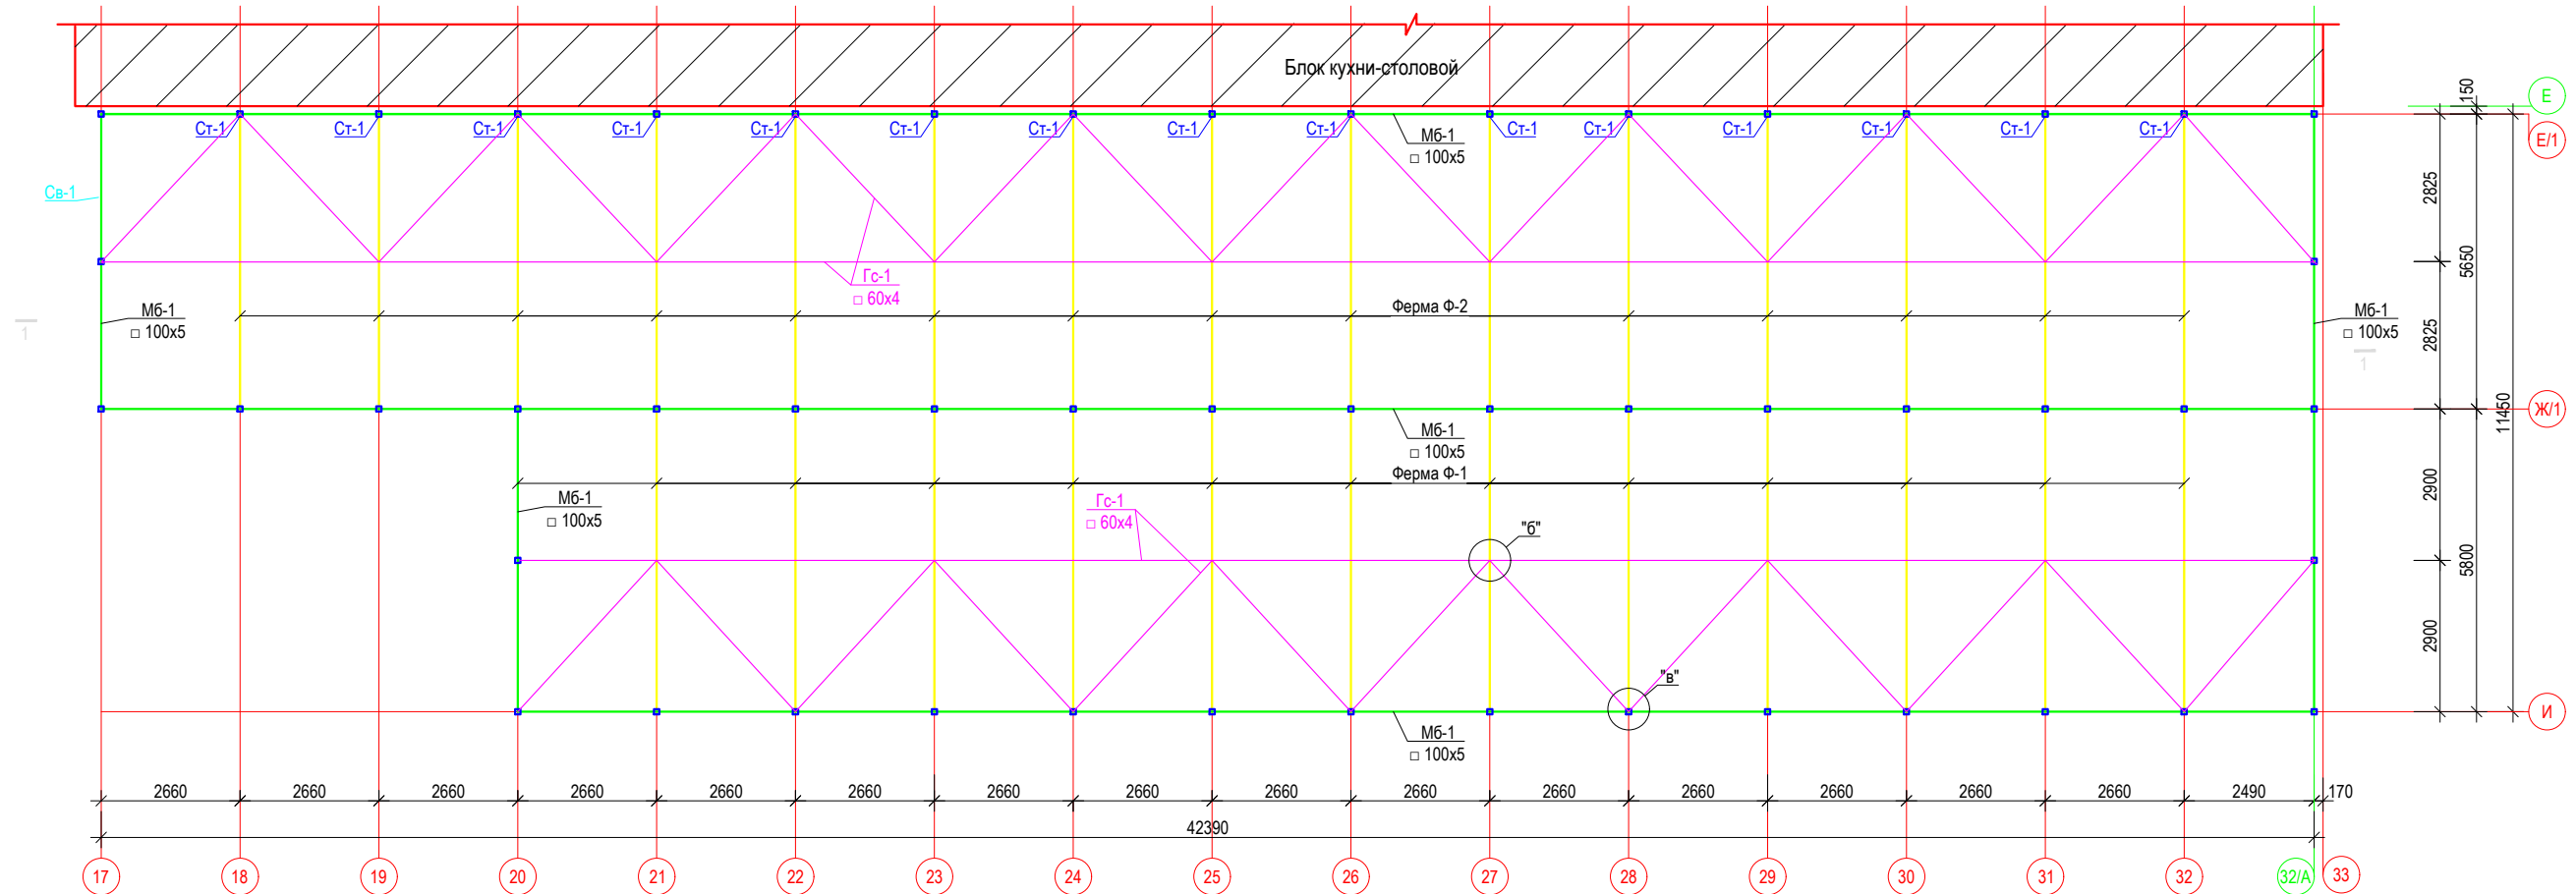 Блок кухни-столовой
150
Е
Ст-1 Ст-1 Ст-1 Ст-1 Ст-1 Ст-1 Ст-1 Ст-1 Ст-1 Ст-1 Ст-1 Ст-1 Ст-1 Ст-1 Ст-1
Мб-1
□ 100х5
Е/1
Св-1
2825
Гс-1
□ 60х4
5650
Мб-1
□ 100х5
Ферма Ф-2
Мб-1
□ 100х5
1
1
2825
11450
Ж/1
Мб-1
□ 100х5
Ферма Ф-1
2900
Мб-1
□ 100х5
Гс-1
□ 60х4
"б"
5800
2900
"в"
И
Мб-1
□ 100х5
2660 2660 2660 2660 2660 2660 2660 2660 2660 2660 2660 2660 2660 2660 2660 2490 170
42390
17 18 19 20 21 22 23 24 25 26 27 28 29 30 31 32 32/А 33